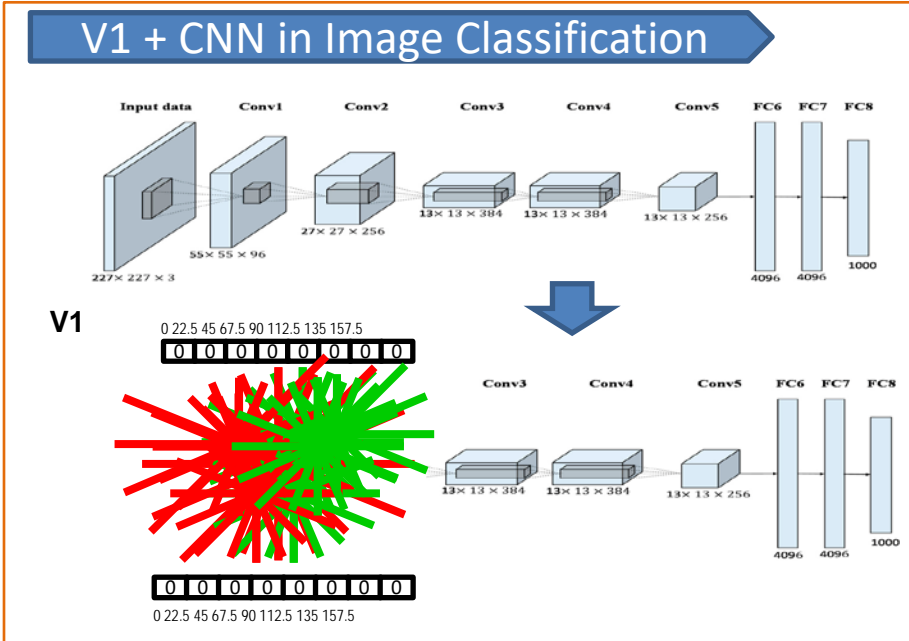 V1 + CNN in Image Classification
Input data Conv1 Conv2 Conv3 Conv4 Conv5 FC6 FC7 FC8
227× 227 × 3
55× 55 × 96
27× 27 × 256
13× 13 × 384
13× 13 × 384
13× 13 × 256
4096
4096
1000
V1
0 22.5 45 67.5 90 112.5 135 157.5
0 0 0 0 0 0 0 0
Conv3 Conv4 Conv5 FC6 FC7 FC8
13× 13 × 384
13× 13 × 384
13× 13 × 256
4096
4096
1000
0 0 0 0 0 0 0 0
0 22.5 45 67.5 90 112.5 135 157.5